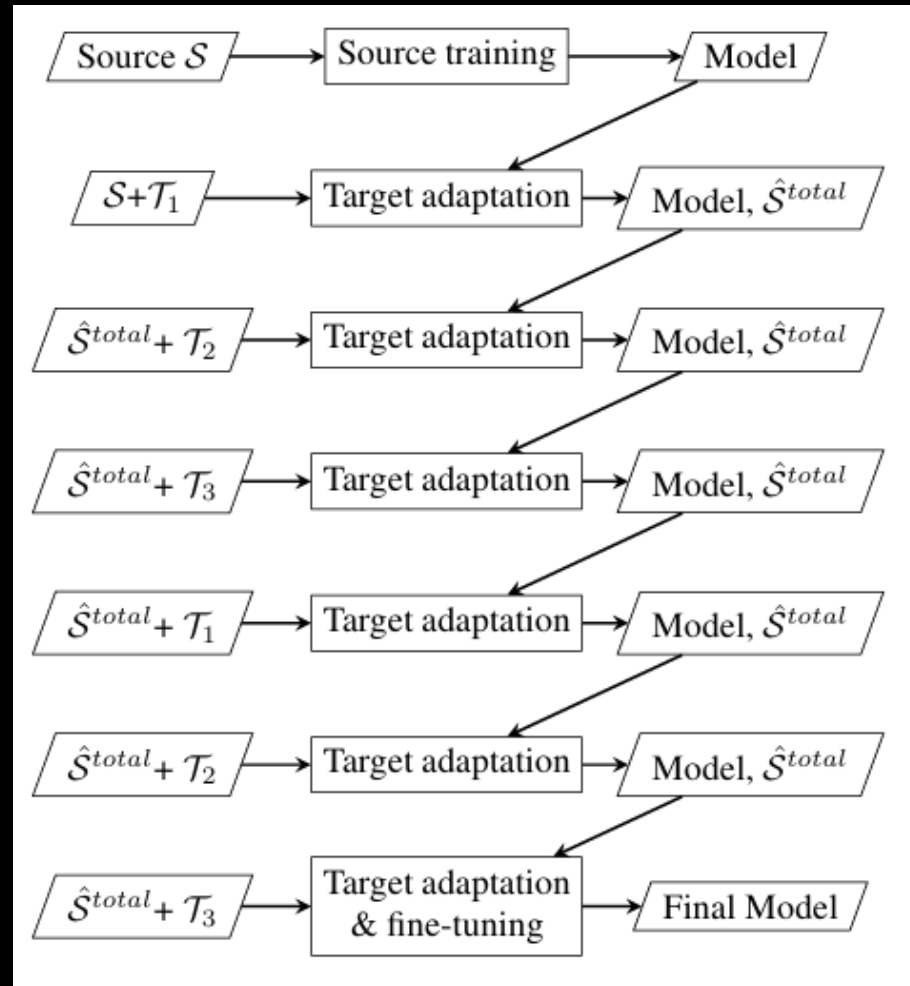 Source 𝒮
Source training
Model
𝒮+𝒯₁
Target adaptation
Model, 𝒮̂ᵗᵒᵗᵃˡ
𝒮̂ᵗᵒᵗᵃˡ+ 𝒯₂
Target adaptation
Model, 𝒮̂ᵗᵒᵗᵃˡ
𝒮̂ᵗᵒᵗᵃˡ+ 𝒯₃
Target adaptation
Model, 𝒮̂ᵗᵒᵗᵃˡ
𝒮̂ᵗᵒᵗᵃˡ+ 𝒯₁
Target adaptation
Model, 𝒮̂ᵗᵒᵗᵃˡ
𝒮̂ᵗᵒᵗᵃˡ+ 𝒯₂
Target adaptation
Model, 𝒮̂ᵗᵒᵗᵃˡ
𝒮̂ᵗᵒᵗᵃˡ+ 𝒯₃
Target adaptation
& fine-tuning
Final Model